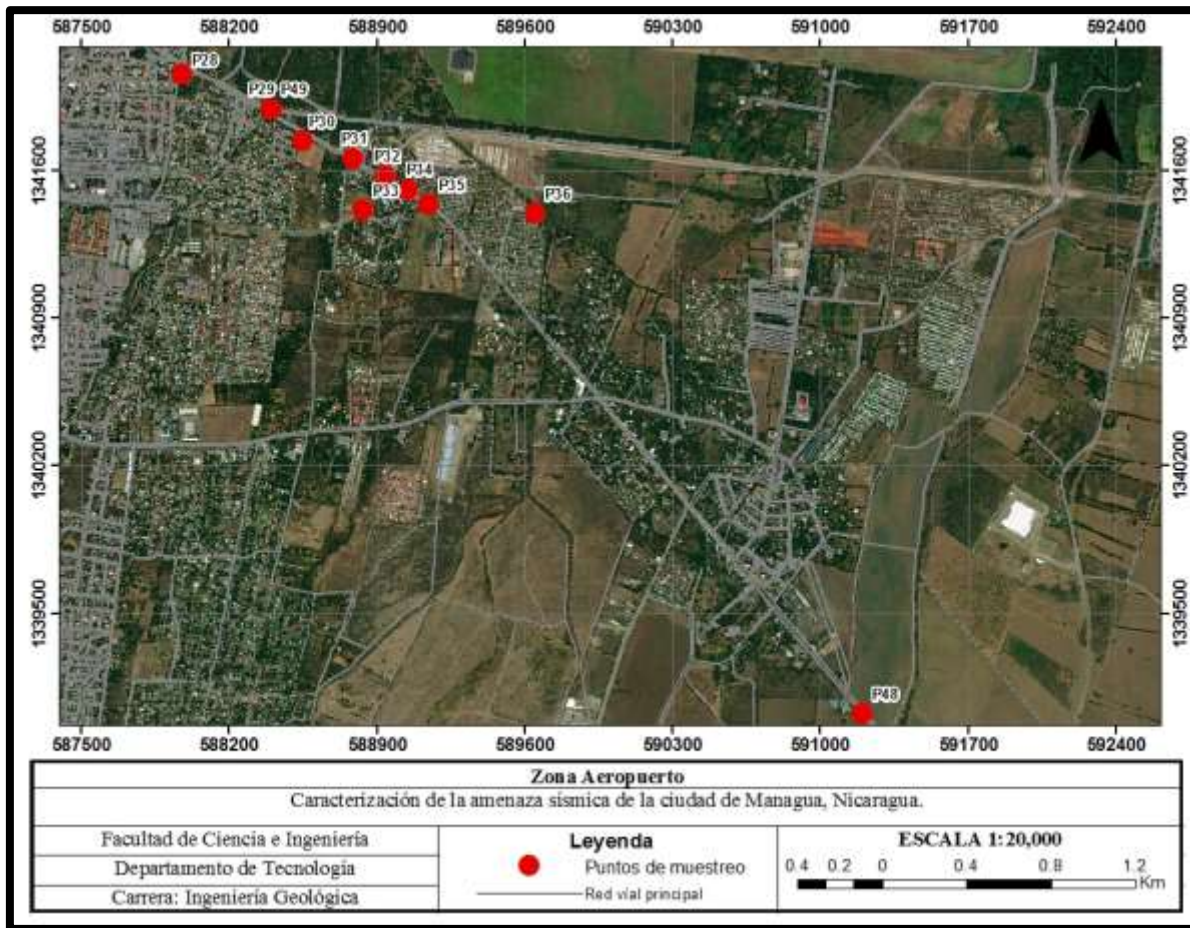 587500 588200 588900 589600 590300 591000 591700 592400
P28
P29 P49
P30
P31
P32
P34
P33
P35
P36
P48
1341600 1341600
1340900 1340900
1340200 1340200
1339500 1339500
587500 588200 588900 589600 590300 591000 591700 592400
Zona Aeropuerto
Caracterización de la amenaza sísmica de la ciudad de Managua, Nicaragua.
Facultad de Ciencia e Ingeniería
Departamento de Tecnología
Carrera: Ingeniería Geológica
Leyenda
Puntos de muestreo
Red vial principal
ESCALA 1:20,000
0.4 0.2 0 0.4 0.8 1.2
Km